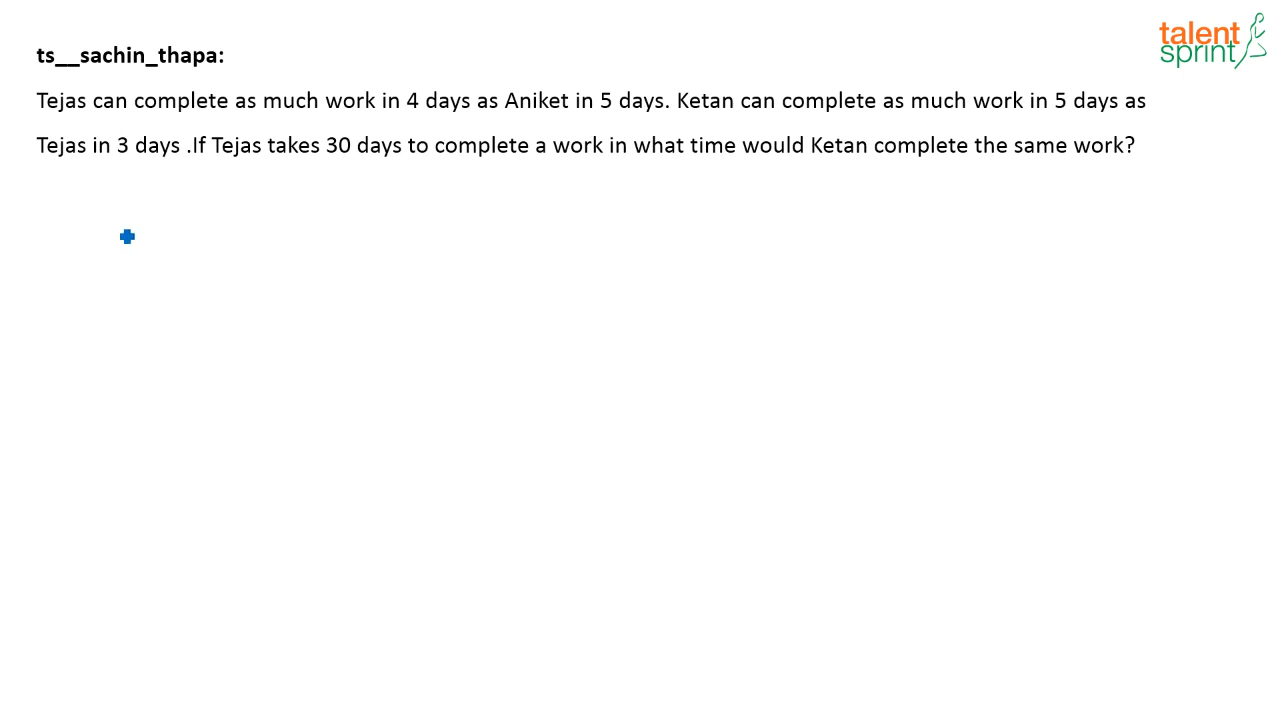 talent
sprint
ts__sachin_thapa:
Tejas can complete as much work in 4 days as Aniket in 5 days. Ketan can complete as much work in 5 days as
Tejas in 3 days .If Tejas takes 30 days to complete a work in what time would Ketan complete the same work?